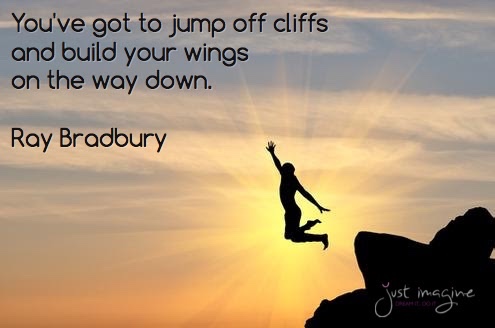 You've got to jump off cliffs
and build your wings
on the way down.
Ray Bradbury
just imagine